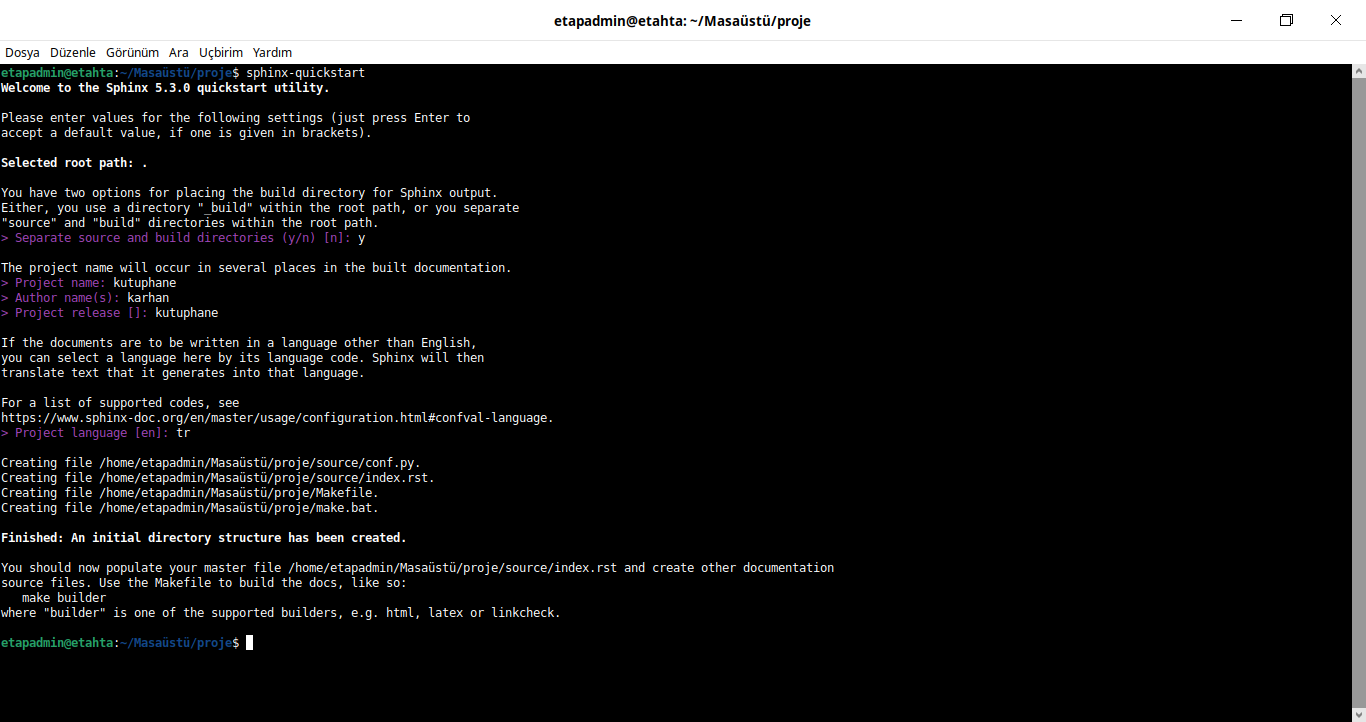 etapadmin@etahta: ~/Masaüstü/proje
Dosya Düzenle Görünüm Ara Uçbirim Yardım
etapadmin@etahta:~/Masaüstü/proje$ sphinx-quickstart
Welcome to the Sphinx 5.3.0 quickstart utility.
Please enter values for the following settings (just press Enter to
accept a default value, if one is given in brackets).
Selected root path: .
You have two options for placing the build directory for Sphinx output.
Either, you use a directory "_build" within the root path, or you separate
"source" and "build" directories within the root path.
> Separate source and build directories (y/n) [n]: y
The project name will occur in several places in the built documentation.
> Project name: kutuphane
> Author name(s): karhan
> Project release []: kutuphane
If the documents are to be written in a language other than English,
you can select a language here by its language code. Sphinx will then
translate text that it generates into that language.
For a list of supported codes, see
https://www.sphinx-doc.org/en/master/usage/configuration.html#confval-language.
> Project language [en]: tr
Creating file /home/etapadmin/Masaüstü/proje/source/conf.py.
Creating file /home/etapadmin/Masaüstü/proje/source/index.rst.
Creating file /home/etapadmin/Masaüstü/proje/Makefile.
Creating file /home/etapadmin/Masaüstü/proje/make.bat.
Finished: An initial directory structure has been created.
You should now populate your master file /home/etapadmin/Masaüstü/proje/source/index.rst and create other documentation
source files. Use the Makefile to build the docs, like so:
make builder
where "builder" is one of the supported builders, e.g. html, latex or linkcheck.
etapadmin@etahta:~/Masaüstü/proje$